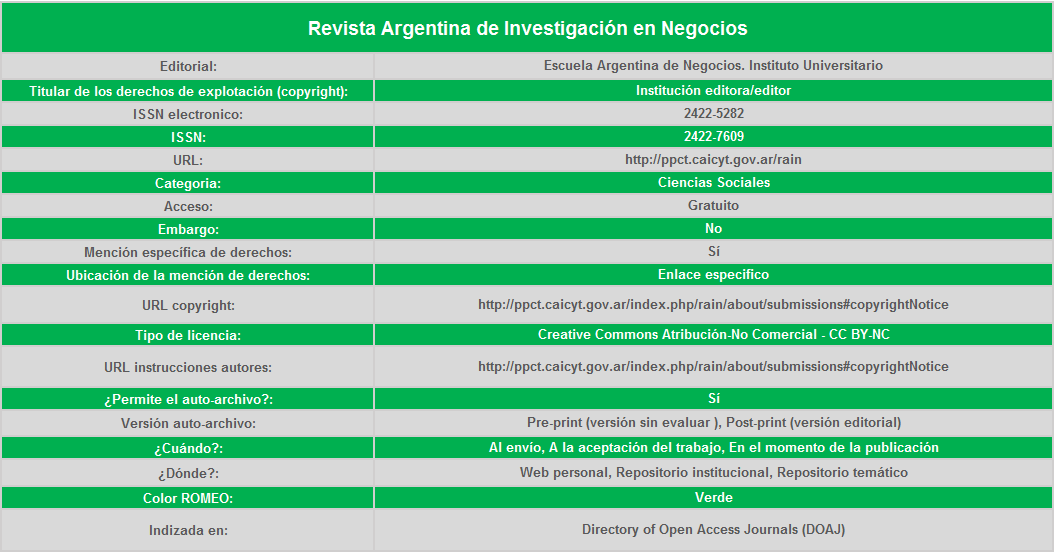 Revista Argentina de Investigación en Negocios
Editorial: Escuela Argentina de Negocios. Instituto Universitario
Títular de los derechos de explotación (copyright): Institución editora/editor
ISSN electronico: 2422-5282
ISSN: 2422-7609
URL: http://ppct.caicyt.gov.ar/rain
Categoria: Ciencias Sociales
Acceso: Gratuito
Embargo: No
Mención específica de derechos: Sí
Ubicación de la mención de derechos: Enlace especifico
URL copyright: http://ppct.caicyt.gov.ar/index.php/rain/about/submissions#copyrightNotice
Tipo de licencia: Creative Commons Atribución-No Comercial - CC BY-NC
URL instrucciones autores: http://ppct.caicyt.gov.ar/index.php/rain/about/submissions#copyrightNotice
¿Permite el auto-archivo?: Sí
Versión auto-archivo: Pre-print (versión sin evaluar ), Post-print (versión editorial)
¿Cuándo?: Al envío, A la aceptación del trabajo, En el momento de la publicación
¿Dónde?: Web personal, Repositorio institucional, Repositorio temático
Color ROMEO: Verde
Indizada en: Directory of Open Access Journals (DOAJ)